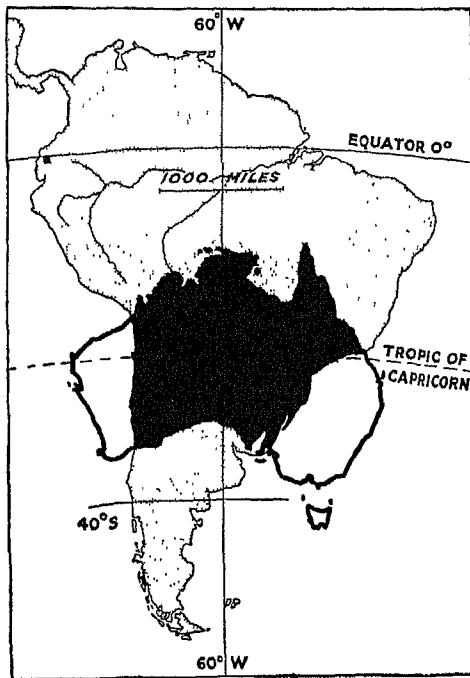 60° W
EQUATOR 0°
1000 MILES
TROPIC OF
CAPRICORN
40°S
60° W